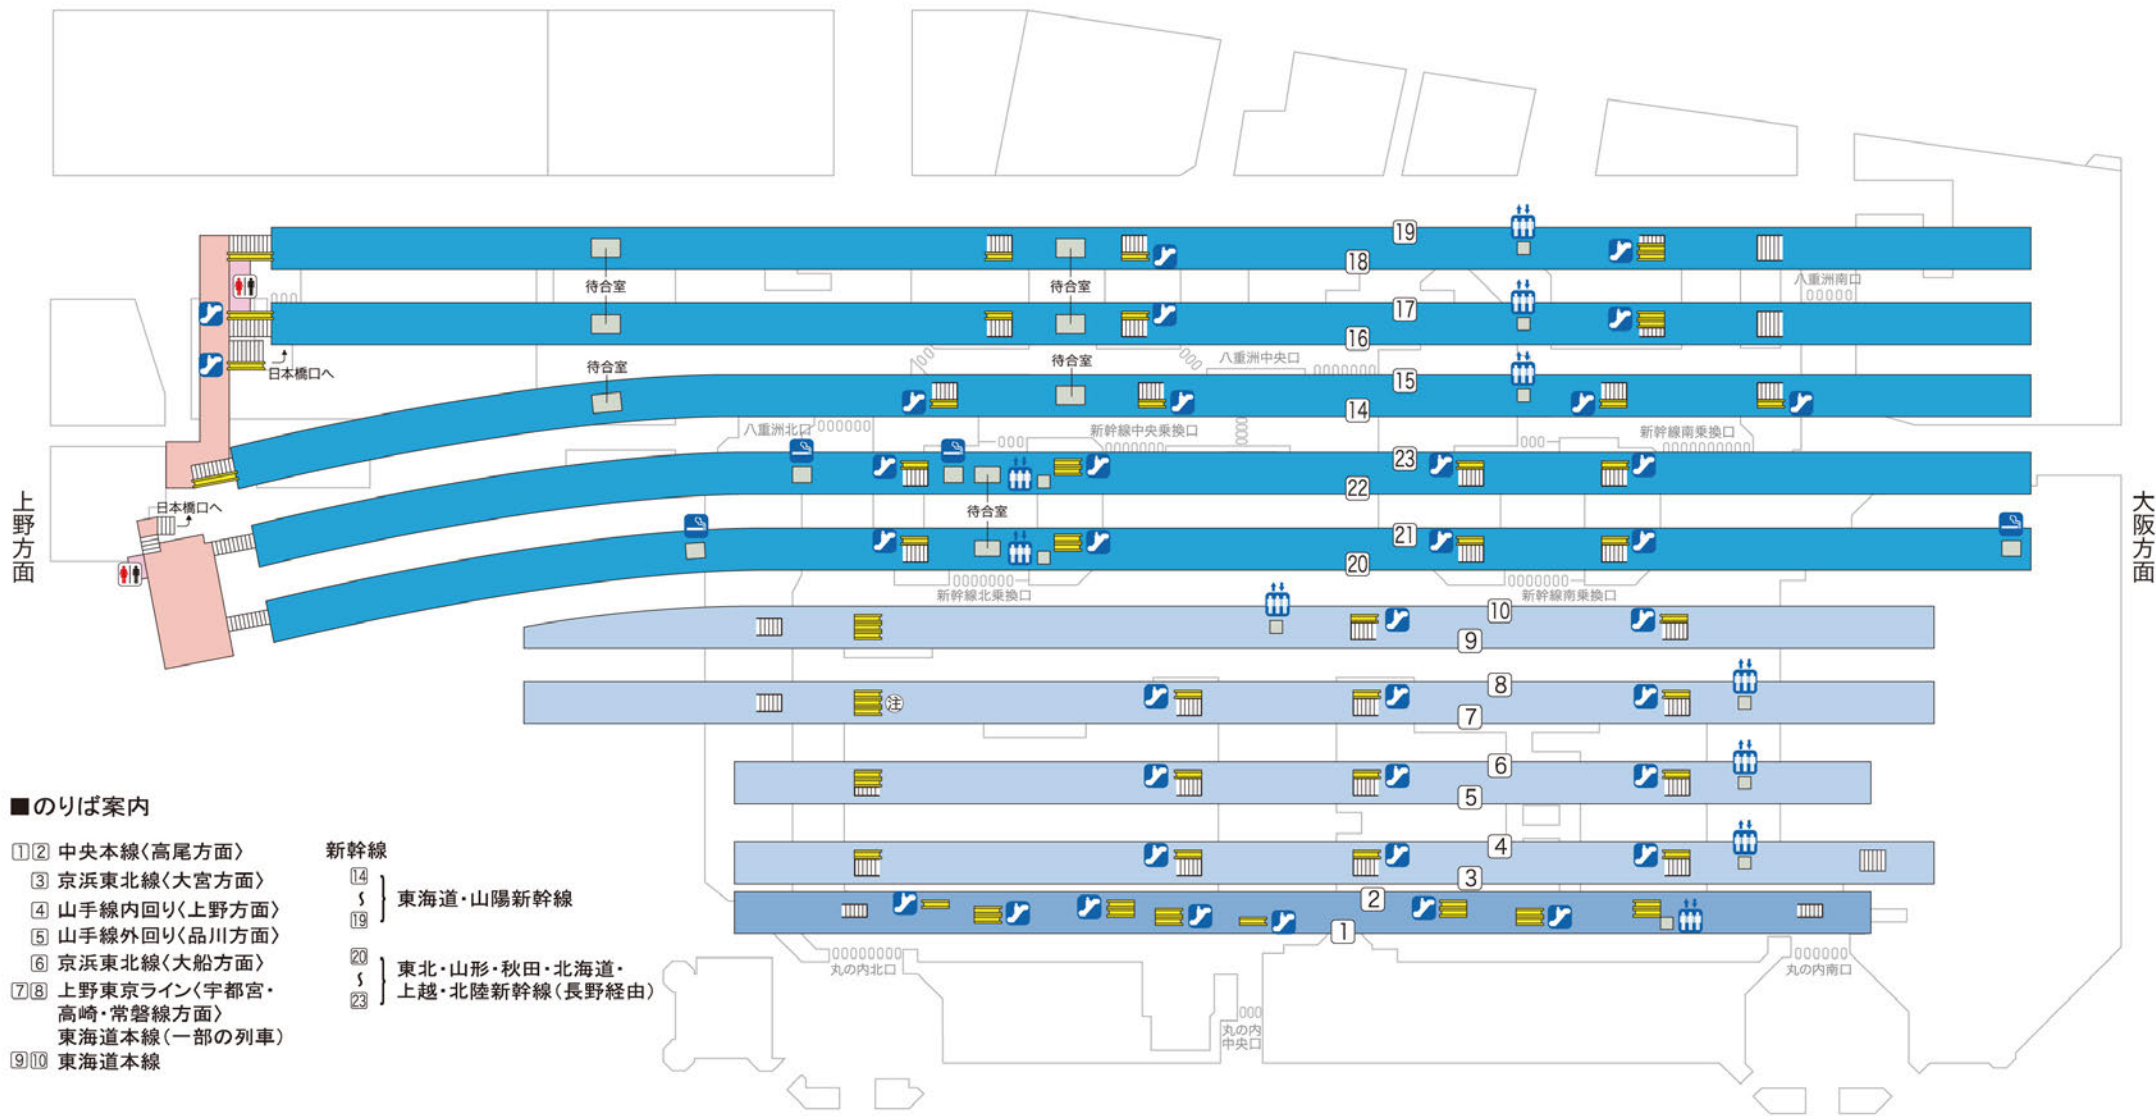 19
18
待合室
待合室
八重洲南口
17
16
日本橋口へ
八重洲中央口
待合室
待合室
15
14
八重洲北口
新幹線中央乗換口
新幹線南乗換口
23
22
上野方面
大阪方面
日本橋口へ
待合室
21
20
新幹線北乗換口
新幹線南乗換口
10
9
8
注
7
6
5
4
3
2
1
丸の内北口
丸の内南口
丸の内
中央口
■のりば案内
1 2 中央本線〈高尾方面〉
3 京浜東北線〈大宮方面〉
4 山手線内回り〈上野方面〉
5 山手線外回り〈品川方面〉
6 京浜東北線〈大船方面〉
7 8 上野東京ライン〈宇都宮・
高崎・常磐線方面〉
東海道本線(一部の列車)
9 10 東海道本線
新幹線
14
〜
19
東海道・山陽新幹線
20
〜
23
東北・山形・秋田・北海道・
上越・北陸新幹線(長野経由)